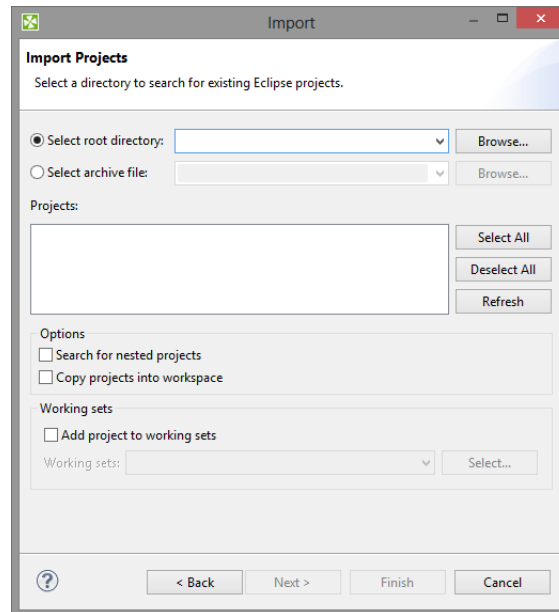 Import
Import Projects
Select a directory to search for existing Eclipse projects.
Select root directory:
Browse...
Select archive file:
Browse...
Projects:
Select All
Deselect All
Refresh
Options
Search for nested projects
Copy projects into workspace
Working sets
Add project to working sets
Working sets:
Select...
? < Back Next > Finish Cancel